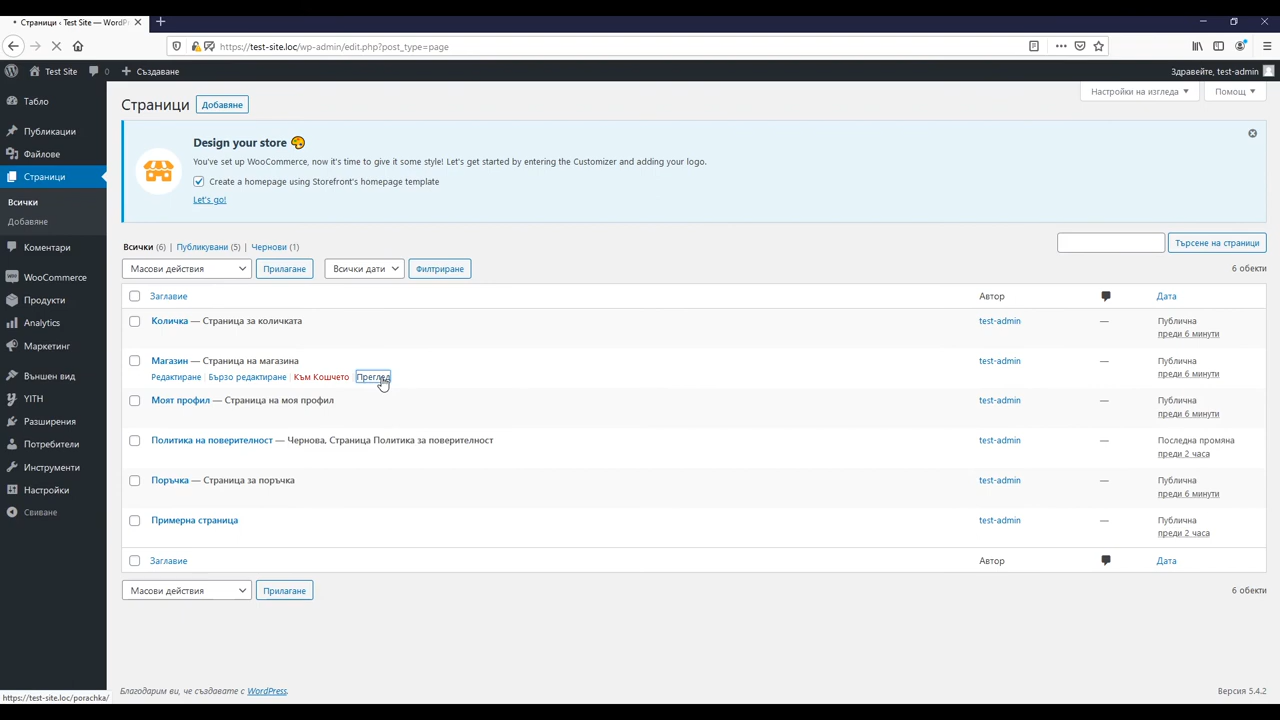 Страници ‹ Test Site — WordP
https://test-site.loc/wp-admin/edit.php?post_type=page
Test Site 0 Създаване
Здравейте, test-admin
Табло
Публикации
Файлове
Страници
Всички
Добавяне
Коментари
WooCommerce
Продукти
Analytics
Маркетинг
Външен вид
YITH
Разширения
Потребители
Инструменти
Настройки
Свиване
Страници Добавяне
Настройки на изгледа
Помощ
Design your store
You've set up WooCommerce, now it's time to give it some style! Let's get started by entering the Customizer and adding your logo.
Create a homepage using Storefront's homepage template
Let's go!
Всички (6) | Публикувани (5) | Чернови (1)
Търсене на страници
Масови действия Прилагане Всички дати Филтриране
6 обекти
Заглавие Автор Дата
Количка — Страница за количката test-admin — Публична
преди 6 минути
Магазин — Страница на магазина test-admin — Публична
Редактиране | Бързо редактиране | Към Кошчето Преглед преди 6 минути
Моят профил — Страница на моя профил test-admin — Публична
преди 6 минути
Политика на поверителност — Чернова, Страница Политика за поверителност test-admin — Последна промяна
преди 2 часа
Поръчка — Страница за поръчка test-admin — Публична
преди 6 минути
Примерна страница test-admin — Публична
преди 2 часа
Заглавие Автор Дата
Масови действия Прилагане
6 обекти
Благодарим ви, че създавате с WordPress.
Версия 5.4.2
https://test-site.loc/porachka/